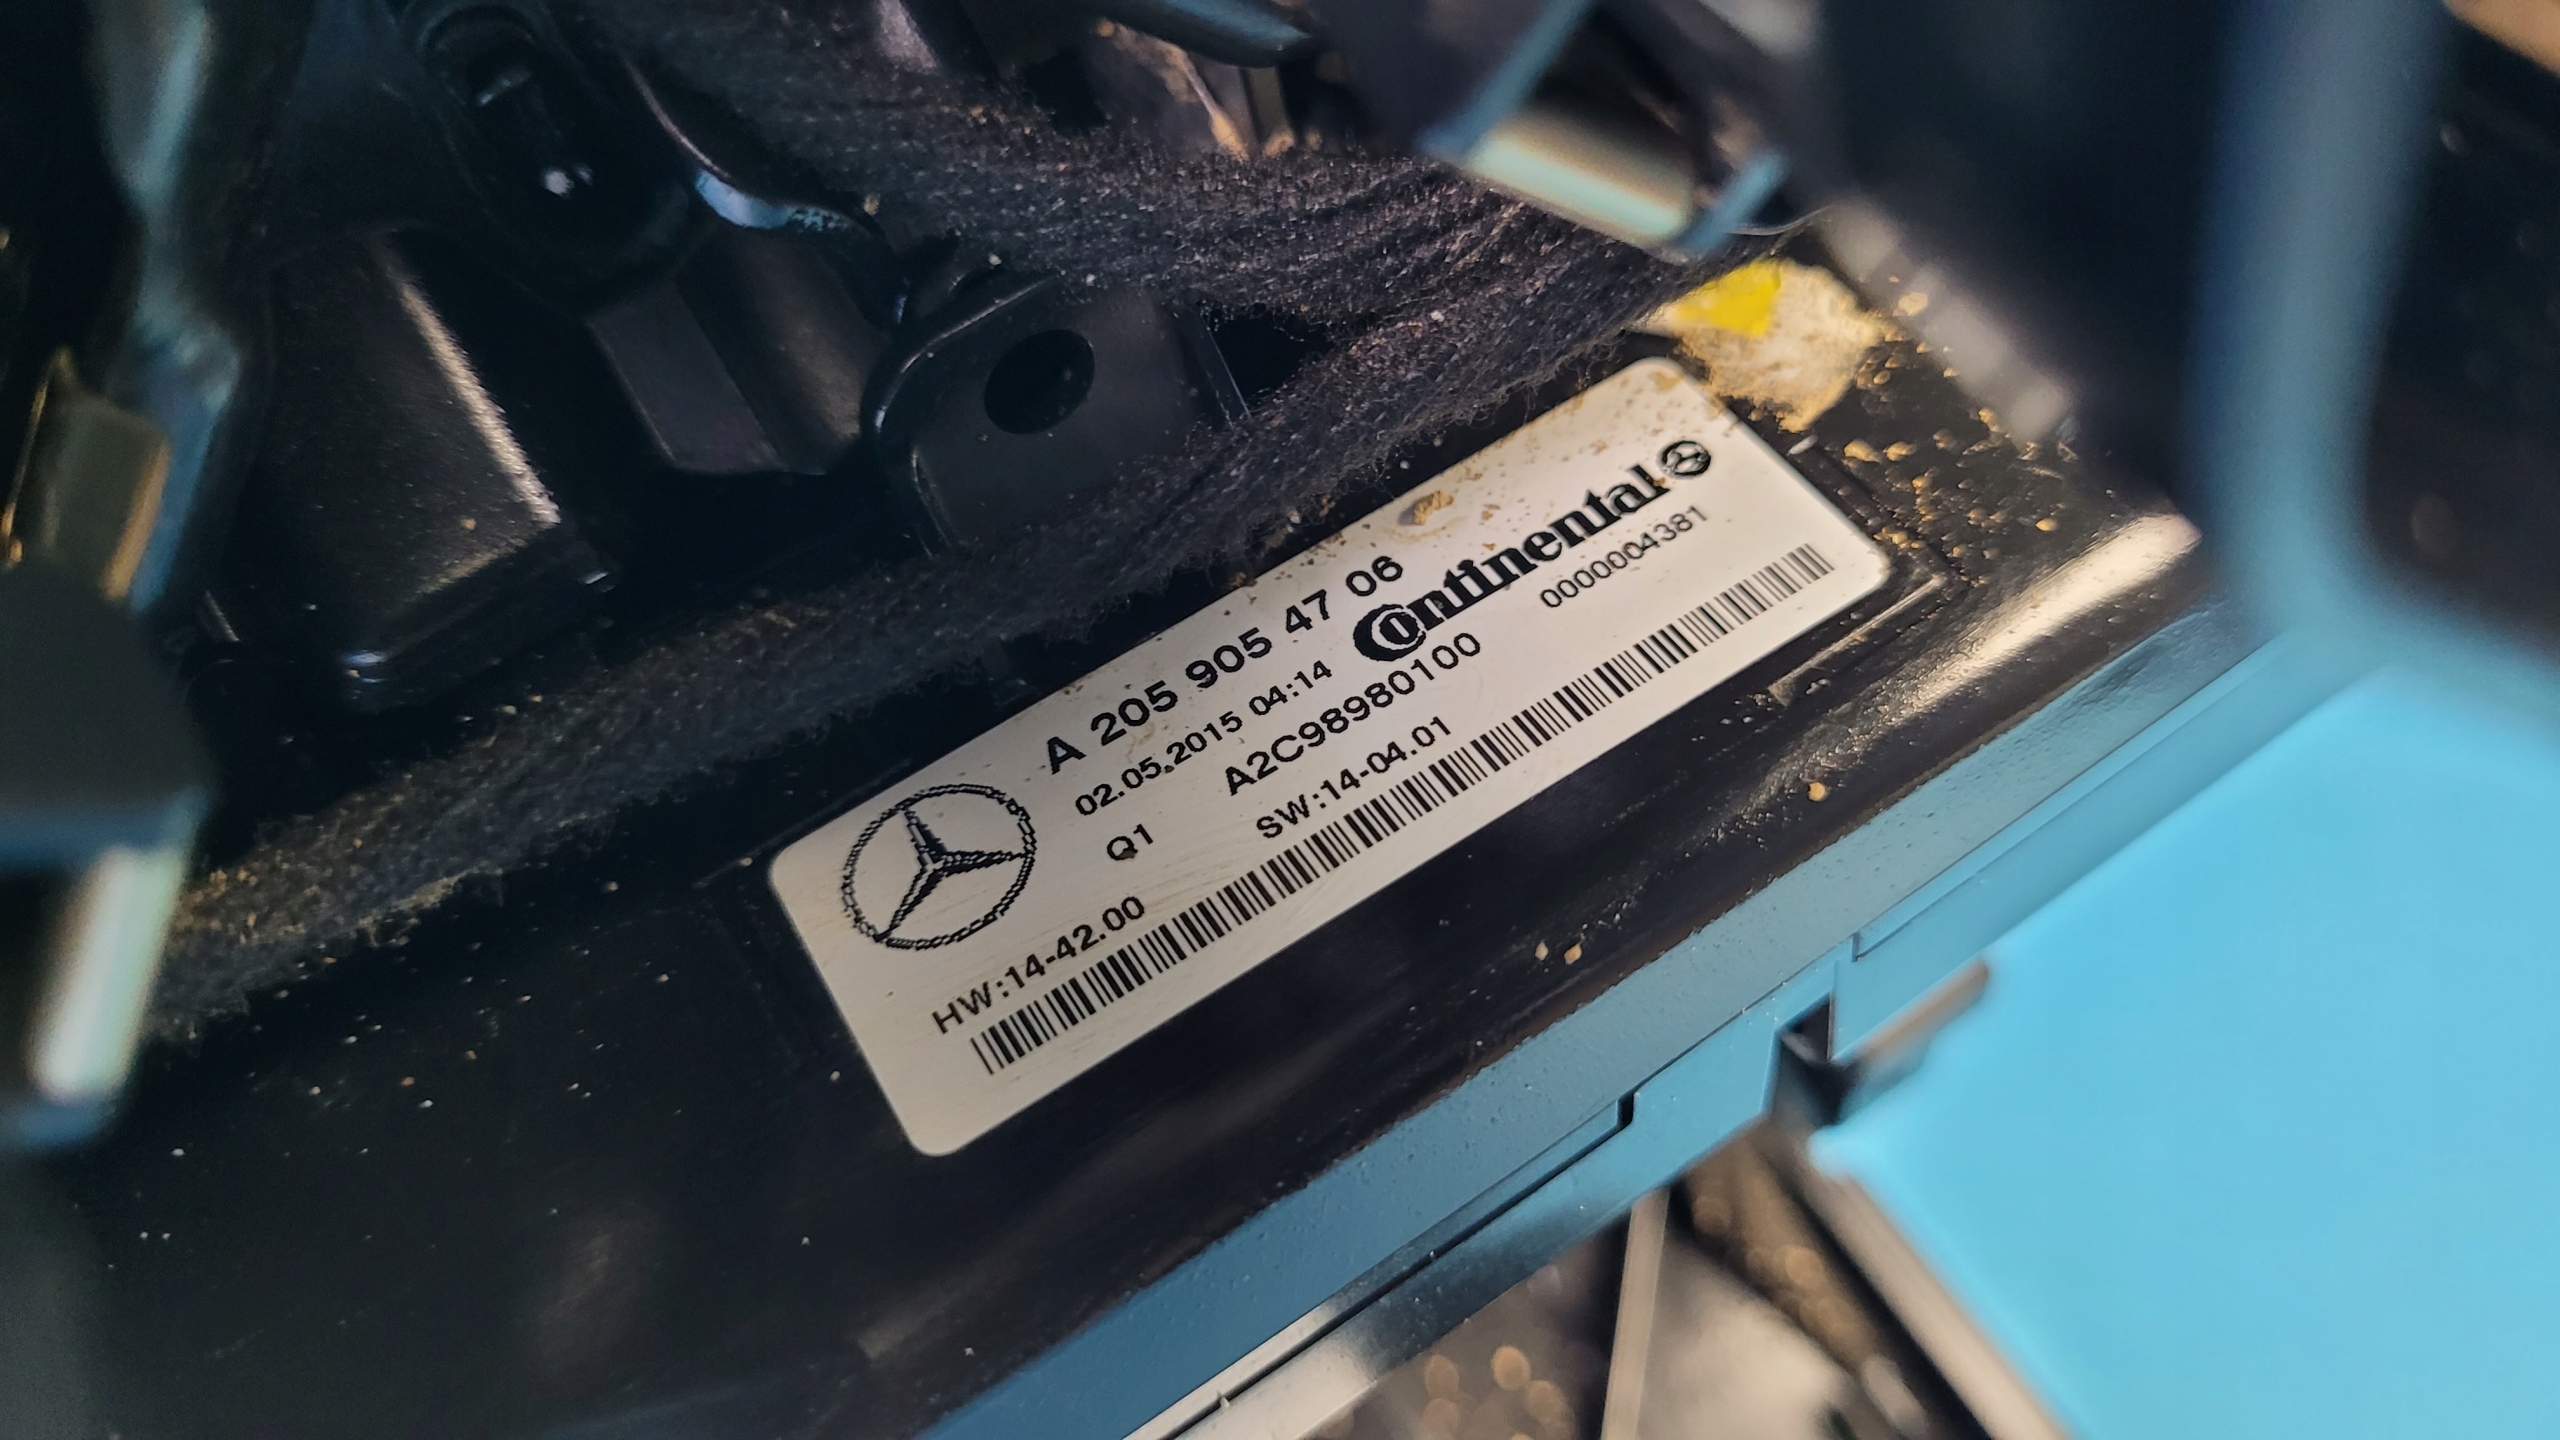 A 205 905 47 06
02.05.2015 04:14
Continental
A2C98980100
0000004381
Q1
SW:14-04.01
HW:14-42.00